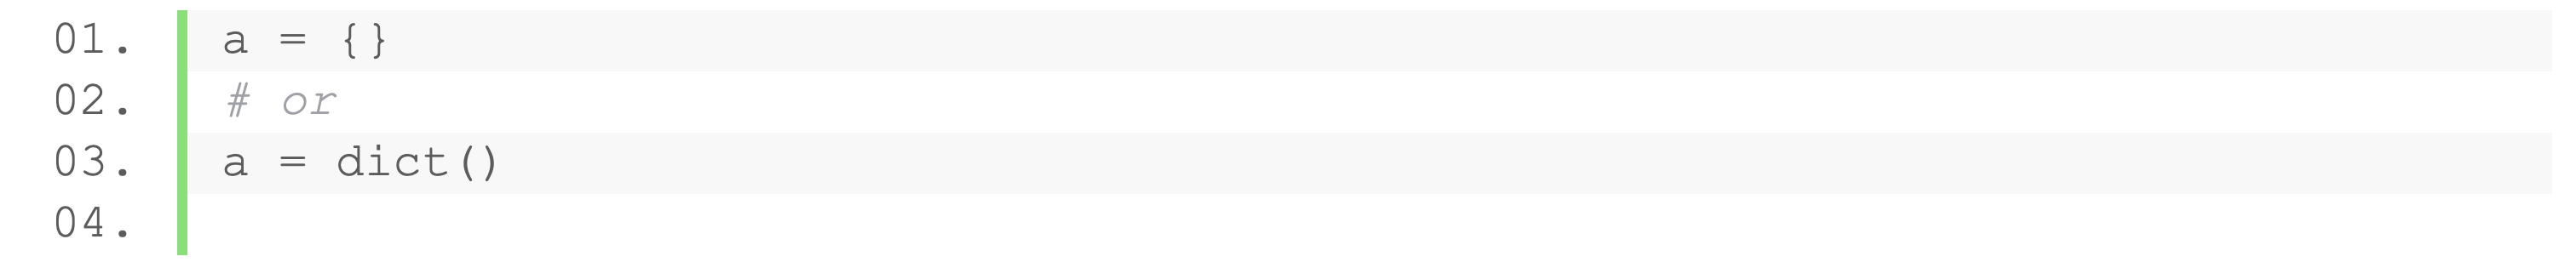 01. a = {}
02. # or
03. a = dict()
04.